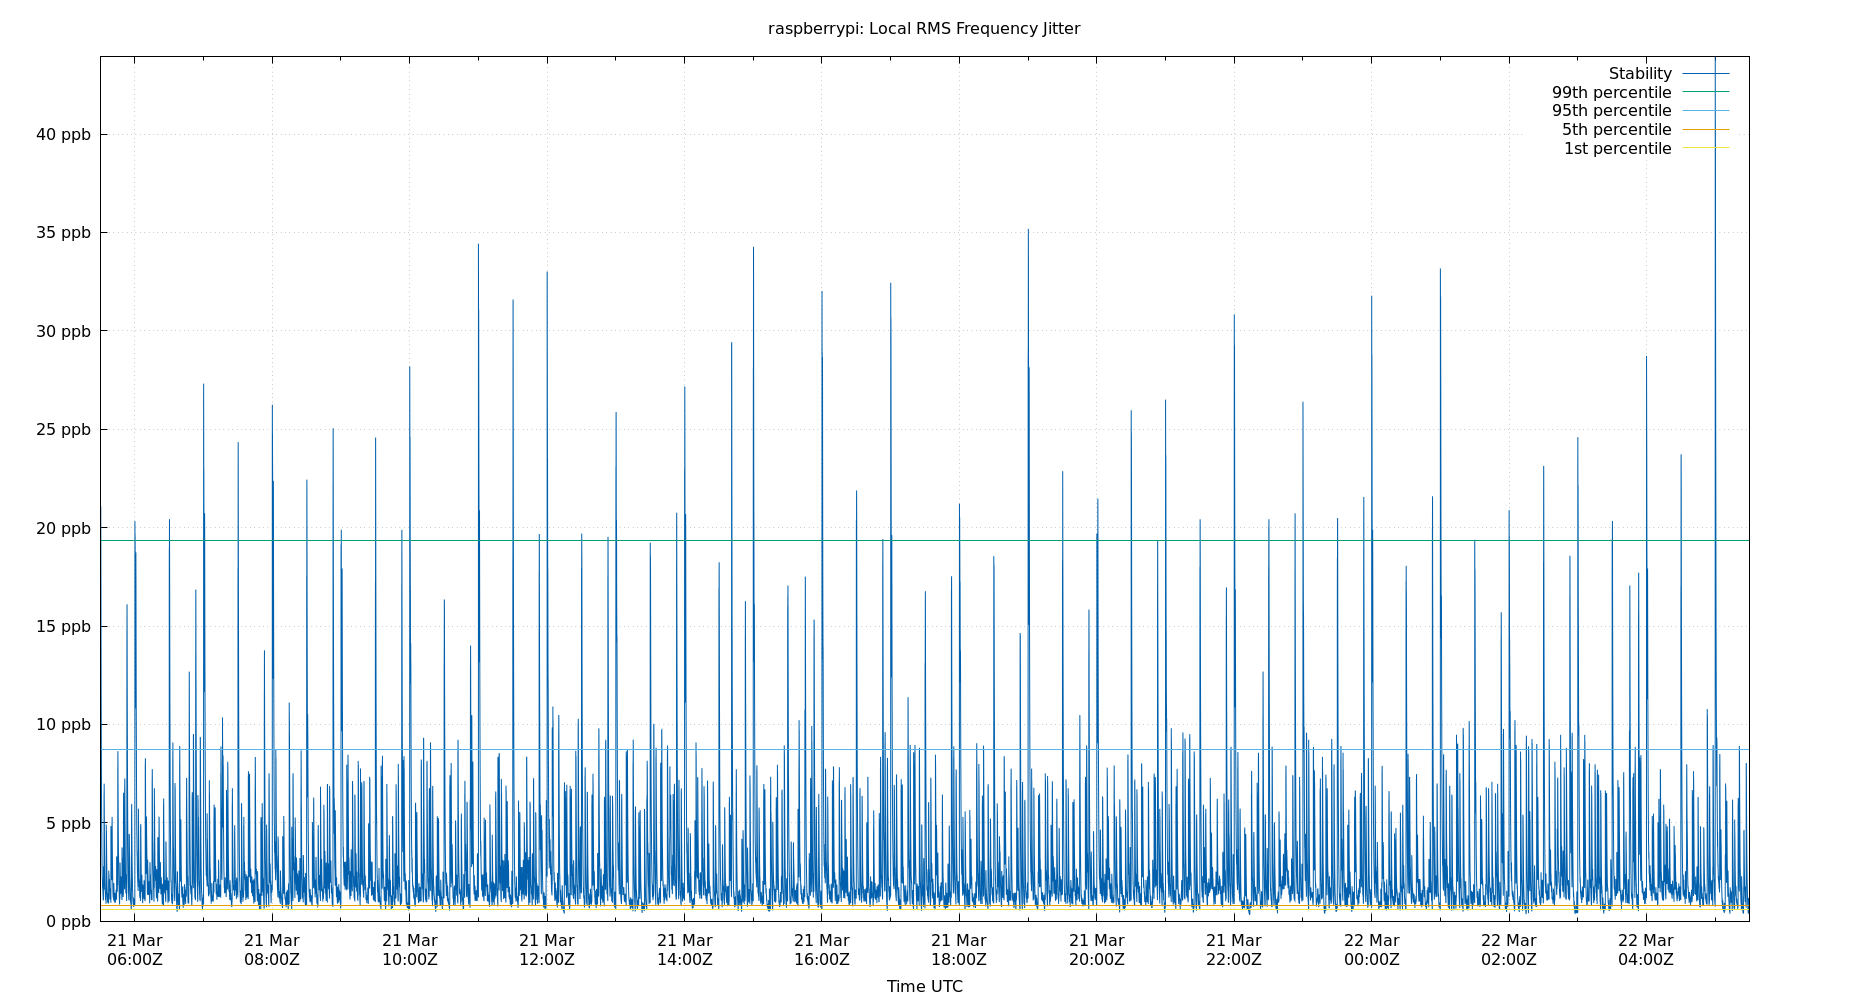 raspberrypi: Local RMS Frequency Jitter
Stability
99th percentile
95th percentile
5th percentile
1st percentile
40 ppb
35 ppb
30 ppb
25 ppb
20 ppb
15 ppb
10 ppb
5 ppb
0 ppb
21 Mar 21 Mar 21 Mar 21 Mar 21 Mar 21 Mar 21 Mar 21 Mar 21 Mar 22 Mar 22 Mar 22 Mar
06:00Z 08:00Z 10:00Z 12:00Z 14:00Z 16:00Z 18:00Z 20:00Z 22:00Z 00:00Z 02:00Z 04:00Z
Time UTC